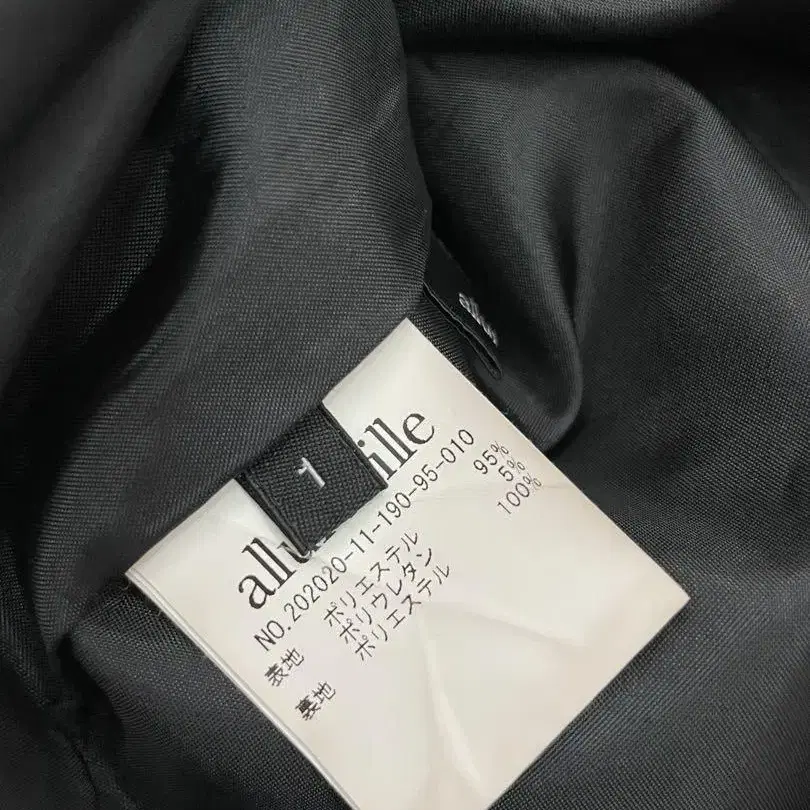 1
ille
NO.202020-11-190-95-010
表地 ポリエステル 95%
ポリウレタン 5%
裏地 ポリエステル 100%